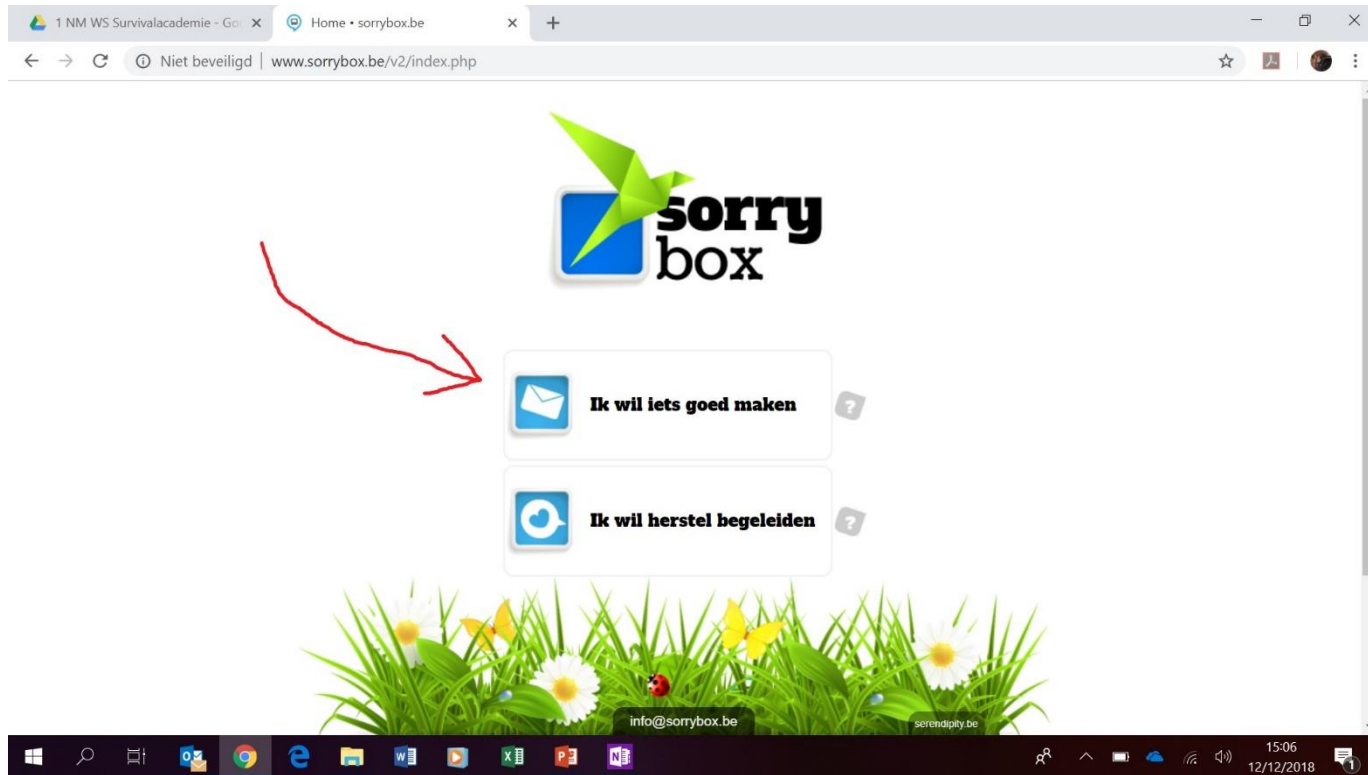 1 NM WS Survivalacademie - Go
Home • sorrybox.be
Niet beveiligd | www.sorrybox.be/v2/index.php
sorry
box
Ik wil iets goed maken
?
Ik wil herstel begeleiden
?
info@sorrybox.be
serendipity.be
15:06
12/12/2018
1